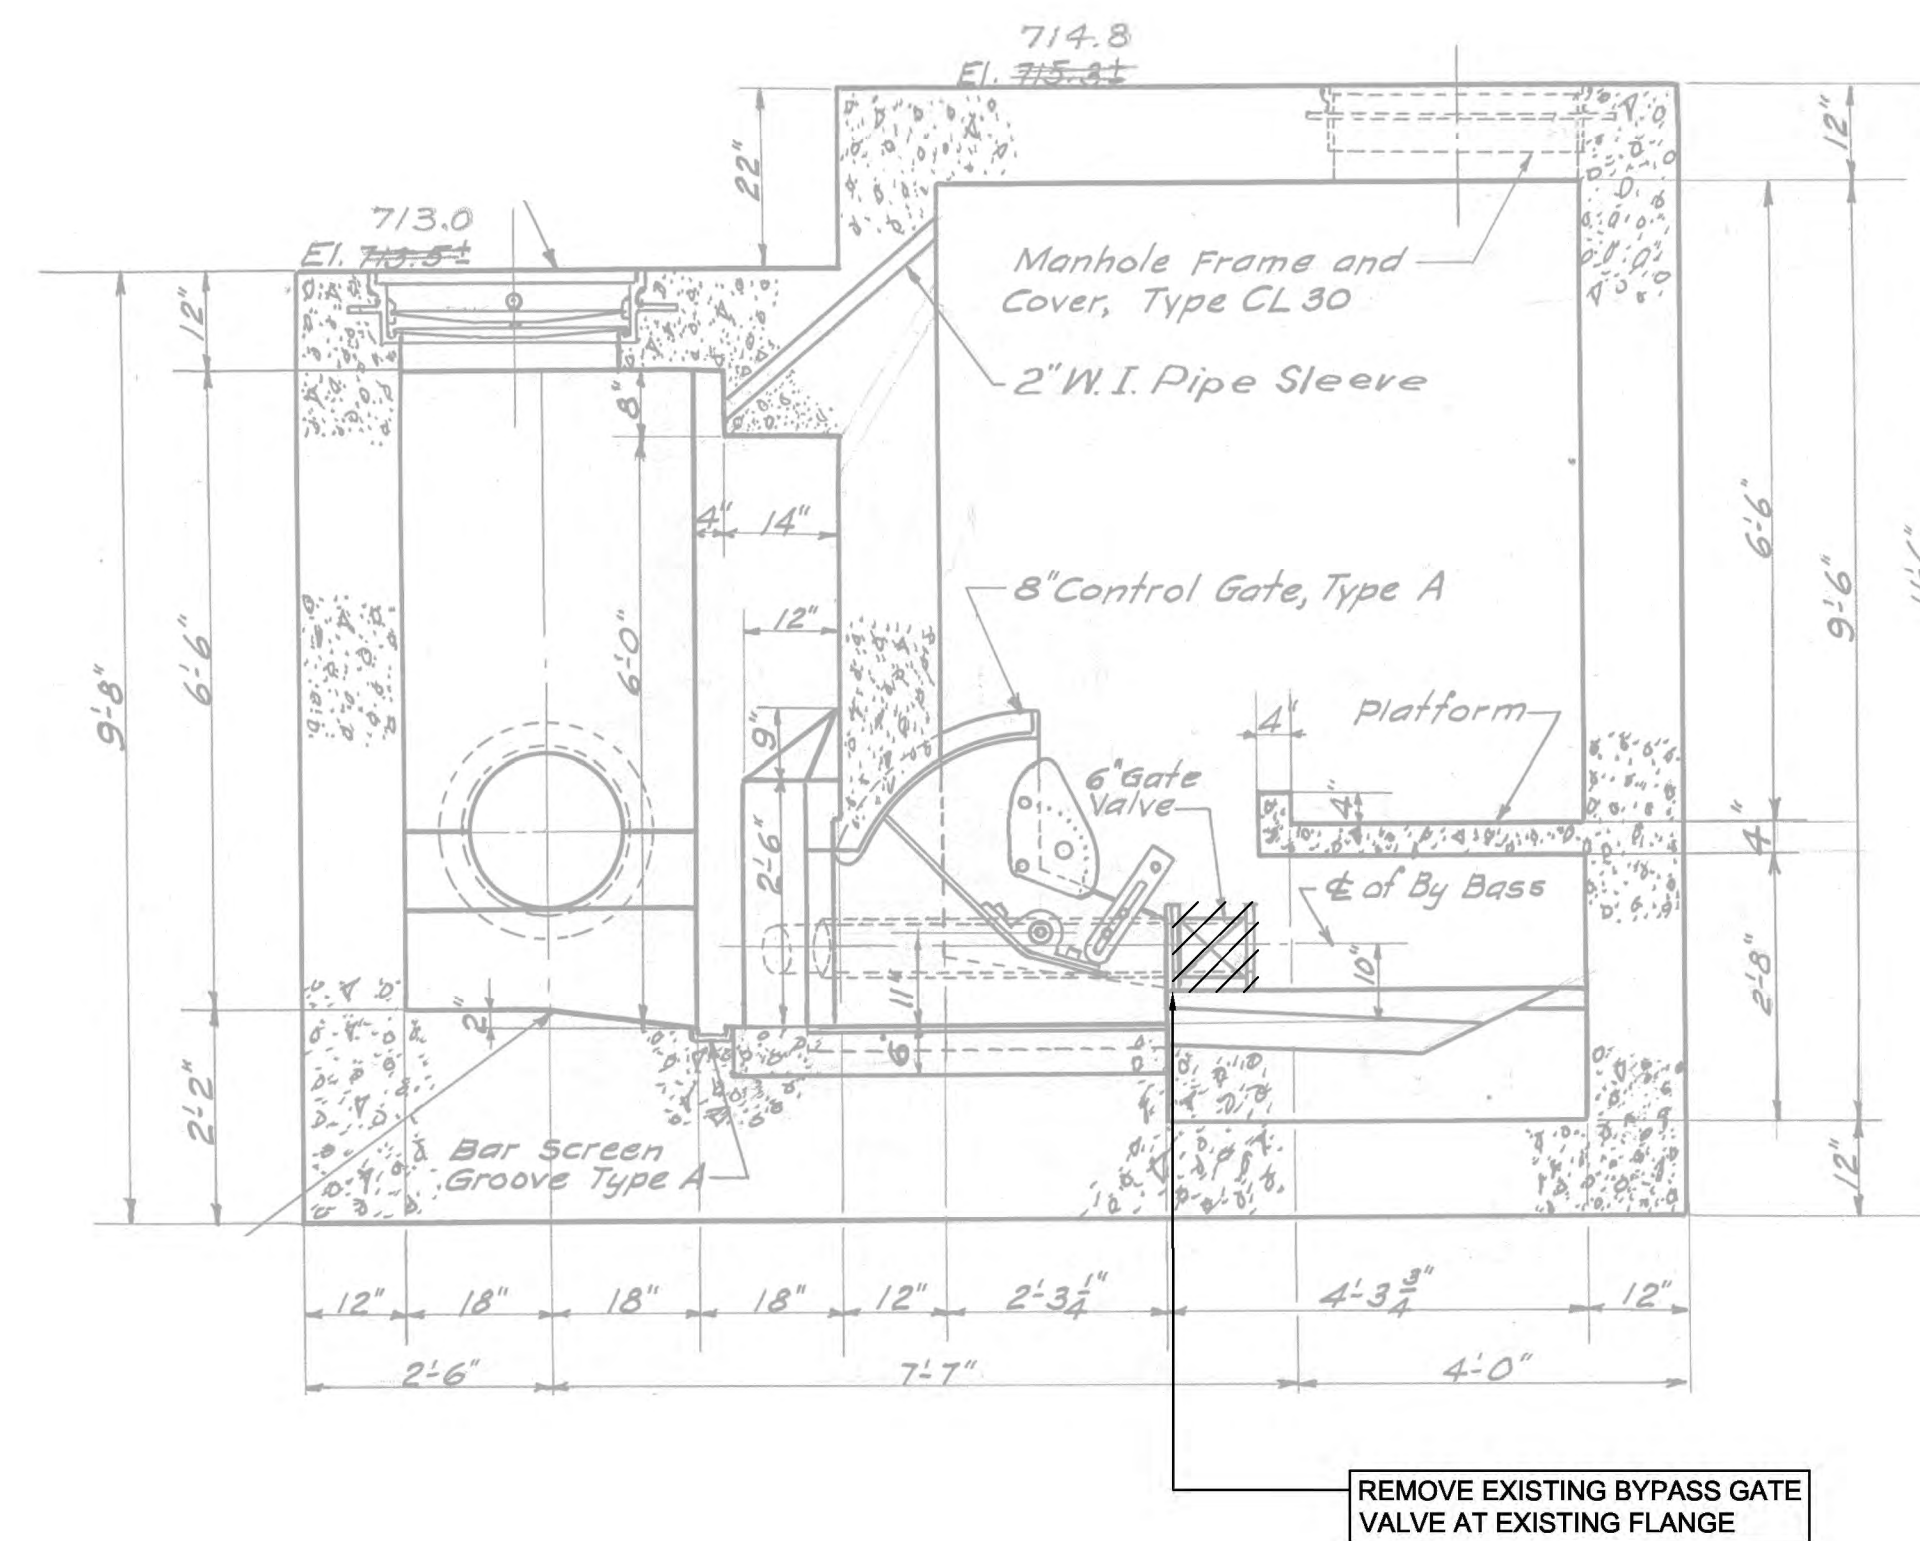 714.8
El. 715.3±
713.0
El. 713.5±
22"
12"
12"
Manhole Frame and
Cover, Type CL 30
2" W. I. Pipe Sleeve
8"
4"
14"
8" Control Gate, Type A
12"
6'-0"
6'-6"
9'-8"
6'-6"
9'-6"
9"
Platform
4"
6" Gate
Valve
4"
4"
2'-6"
℄ of By Bass
10"
11"
2'-8"
2"
6"
2'-2"
12"
Bar Screen
Groove Type A
12"
18"
18"
18"
12"
2'-3 1/4"
4'-3 3/4"
12"
2'-6"
7'-7"
4'-0"
REMOVE EXISTING BYPASS GATE
VALVE AT EXISTING FLANGE